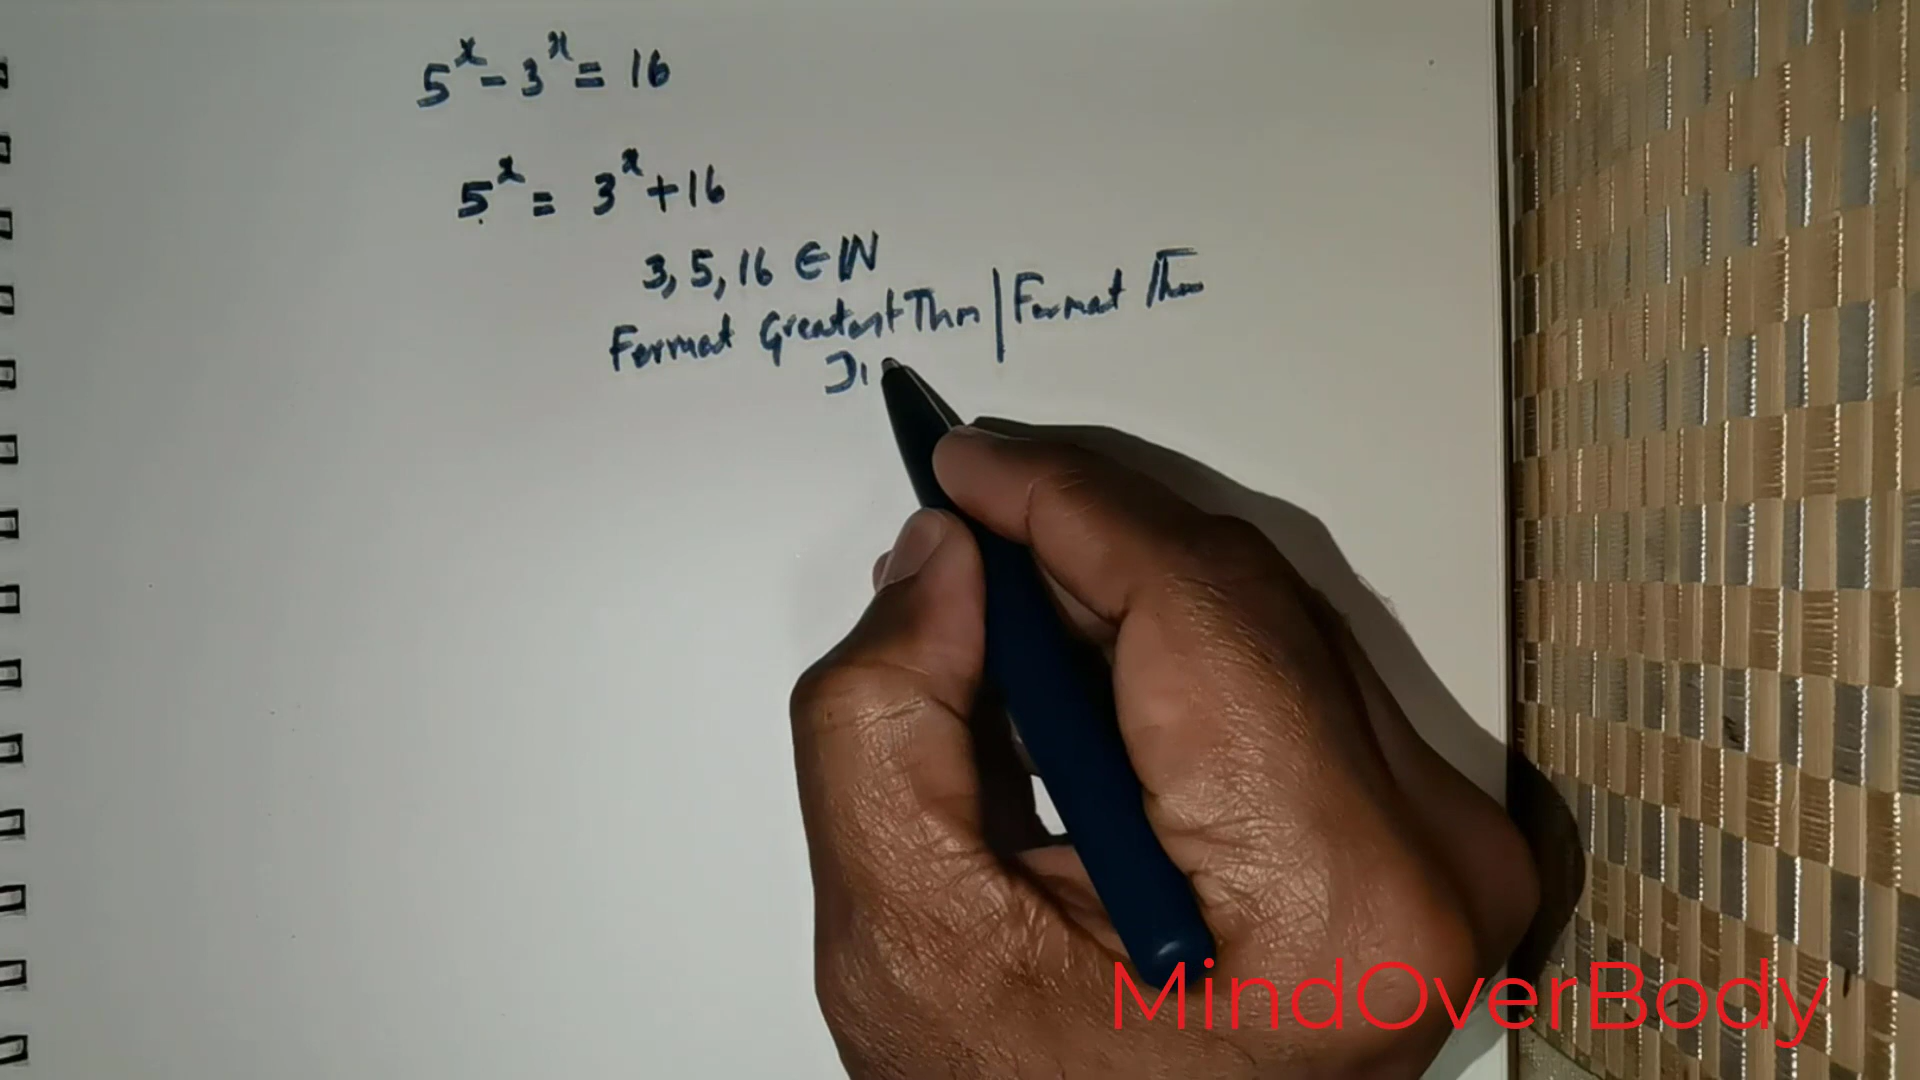 5^x - 3^x = 16
5^x = 3^x + 16
3, 5, 16 ∈ ℕ
Fermat Greatest Thm | Fermat Thm
MindOverBody